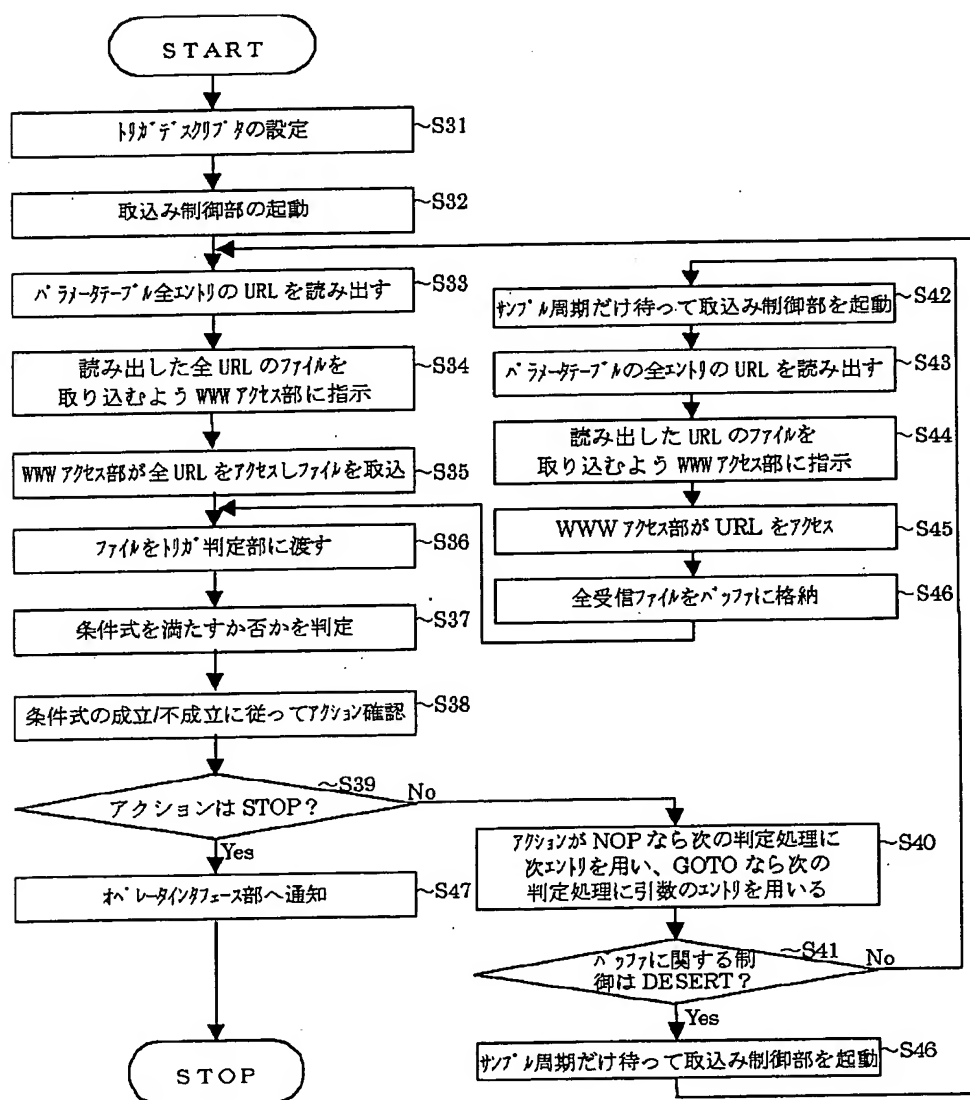 START
トリガデスクリプタの設定
~S31
取込み制御部の起動
~S32
パラメータテーブル全エントリのURLを読み出す
~S33
読み出した全URLのファイルを
取り込むようWWWアクセス部に指示
~S34
WWWアクセス部が全URLをアクセスしファイルを取込
~S35
ファイルをトリガ判定部に渡す
~S36
条件式を満たすか否かを判定
~S37
条件式の成立/不成立に従ってアクション確認
~S38
アクションはSTOP?
~S39
No
Yes
オペレータインタフェース部へ通知
~S47
STOP
サンプル周期だけ待って取込み制御部を起動
~S42
パラメータテーブルの全エントリのURLを読み出す
~S43
読み出したURLのファイルを
取り込むようWWWアクセス部に指示
~S44
WWWアクセス部がURLをアクセス
~S45
全受信ファイルをバッファに格納
~S46
アクションがNOPなら次の判定処理に
次エントリを用い、GOTOなら次の
判定処理に引数のエントリを用いる
~S40
バッファに関する制
御はDESERT?
~S41
No
Yes
サンプル周期だけ待って取込み制御部を起動
~S46